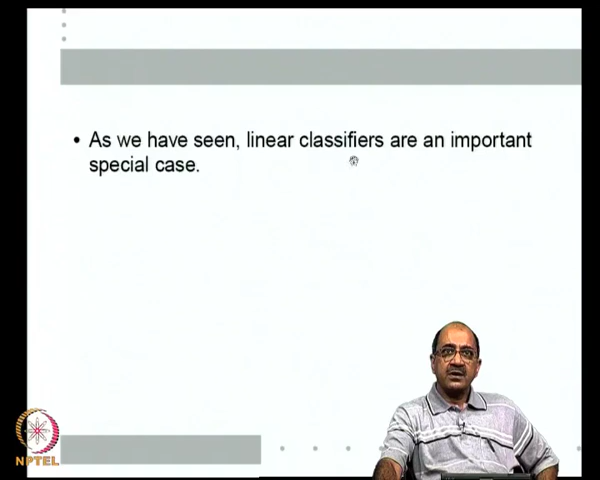 • As we have seen, linear classifiers are an important
special case.
NPTEL